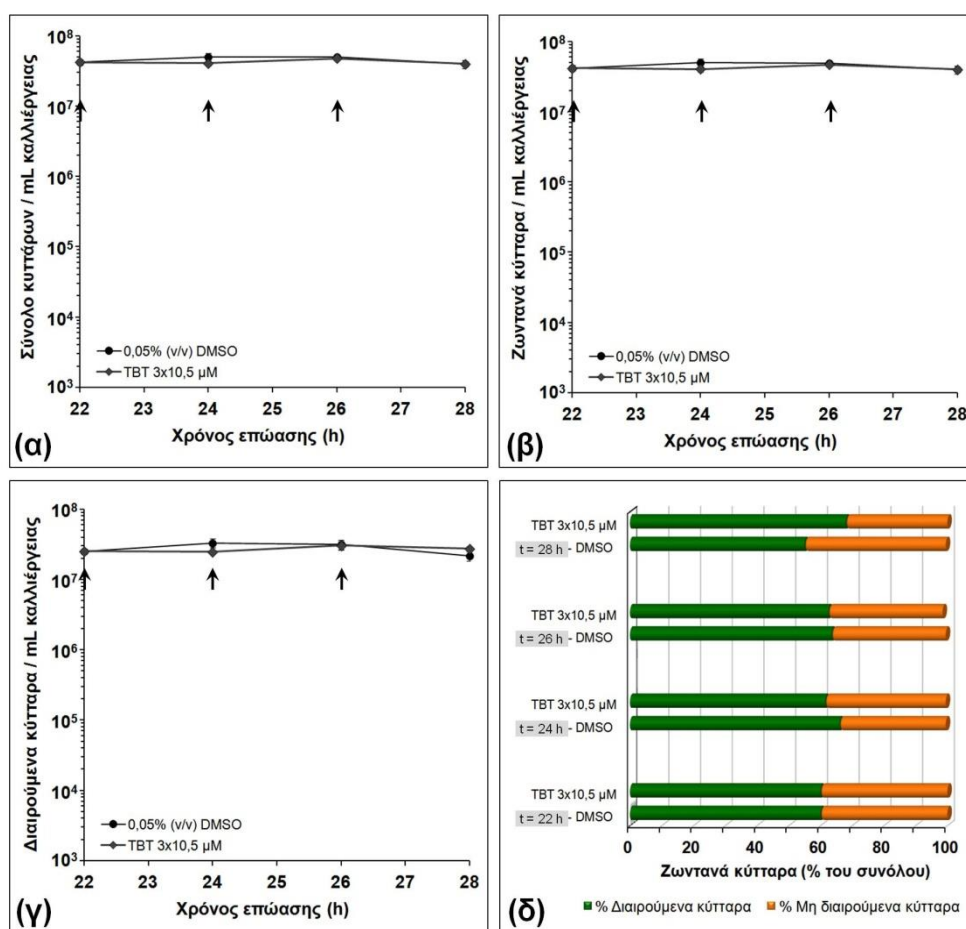 Σύνολο κυττάρων / mL καλλιέργειας
10⁸
10⁷
10⁶
10⁵
10⁴
10³
0,05% (v/v) DMSO
TBT 3x10,5 μM
22 23 24 25 26 27 28
Χρόνος επώασης (h)
(α)
Ζωντανά κύτταρα / mL καλλιέργειας
10⁸
10⁷
10⁶
10⁵
10⁴
10³
0,05% (v/v) DMSO
TBT 3x10,5 μM
22 23 24 25 26 27 28
Χρόνος επώασης (h)
(β)
Διαιρούμενα κύτταρα / mL καλλιέργειας
10⁸
10⁷
10⁶
10⁵
10⁴
10³
0,05% (v/v) DMSO
TBT 3x10,5 μM
22 23 24 25 26 27 28
Χρόνος επώασης (h)
(γ)
TBT 3x10,5 μM
t = 28 h - DMSO
TBT 3x10,5 μM
t = 26 h - DMSO
TBT 3x10,5 μM
t = 24 h - DMSO
TBT 3x10,5 μM
t = 22 h - DMSO
0 20 40 60 80 100
Ζωντανά κύτταρα (% του συνόλου)
% Διαιρούμενα κύτταρα % Μη διαιρούμενα κύτταρα
(δ)